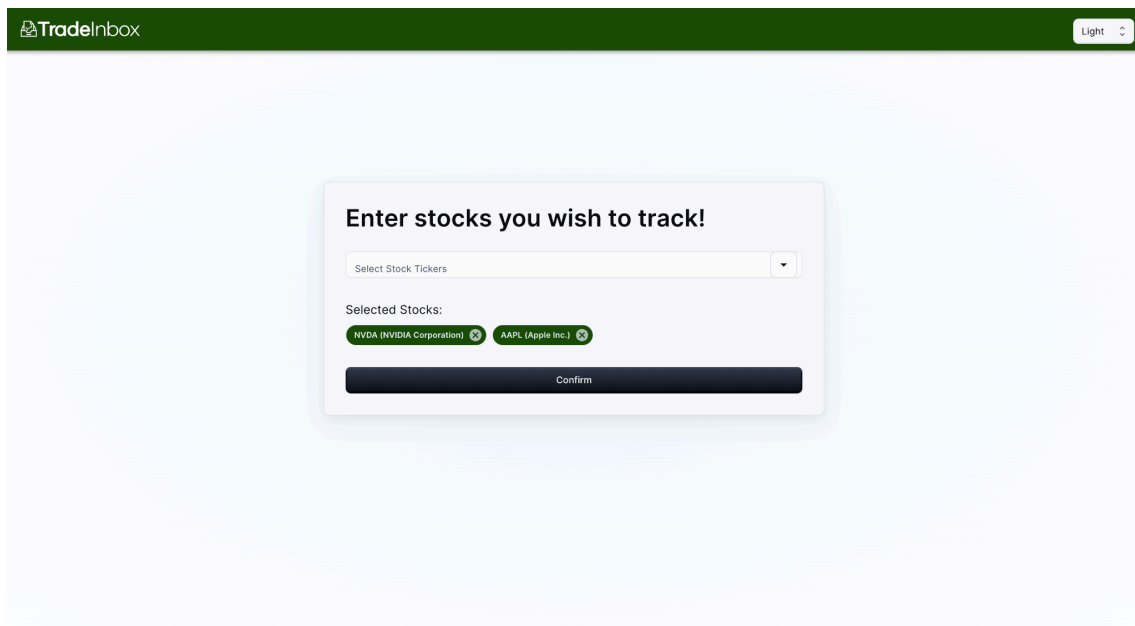 TradeInbox
Light
Enter stocks you wish to track!
Select Stock Tickers
Selected Stocks:
NVDA (NVIDIA Corporation) AAPL (Apple Inc.)
Confirm